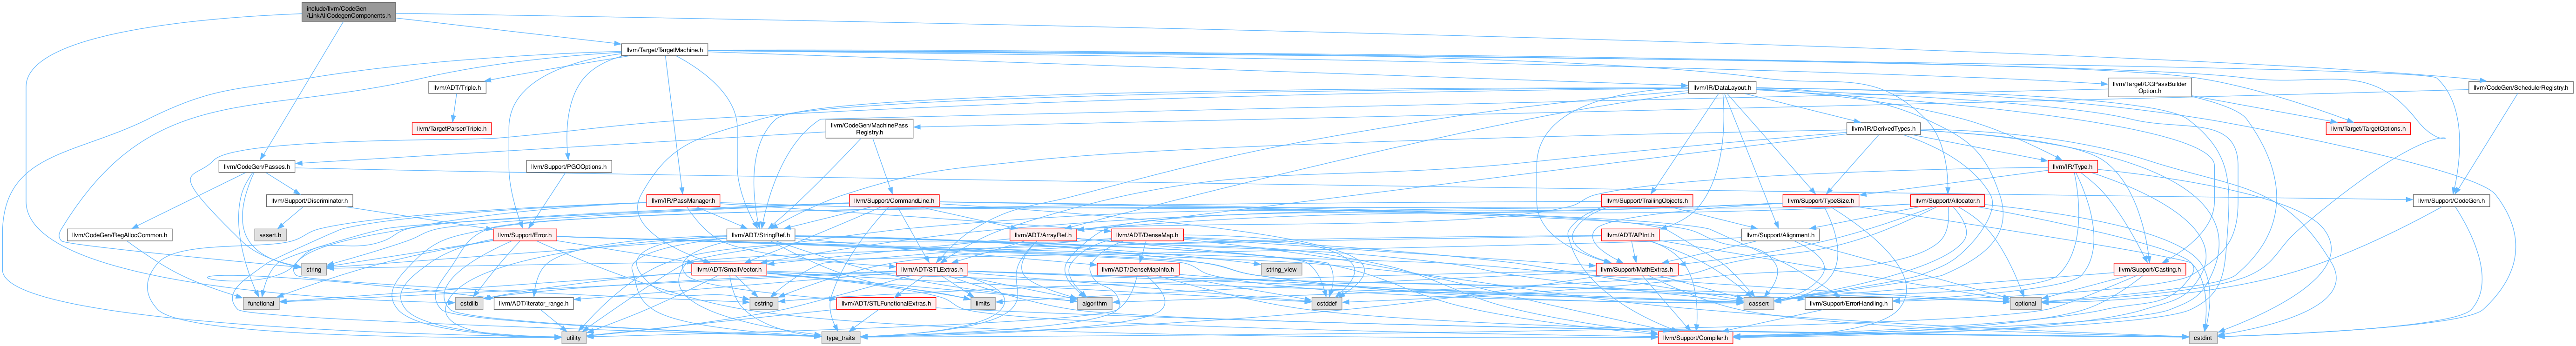 include/llvm/CodeGen
/LinkAllCodegenComponents.h
llvm/Target/TargetMachine.h
llvm/ADT/Triple.h
llvm/IR/DataLayout.h
llvm/Target/CGPassBuilder
Option.h
llvm/CodeGen/SchedulerRegistry.h
llvm/TargetParser/Triple.h
llvm/CodeGen/MachinePass
Registry.h
llvm/IR/DerivedTypes.h
llvm/Target/TargetOptions.h
llvm/CodeGen/Passes.h
llvm/Support/PGOOptions.h
llvm/IR/Type.h
llvm/Support/Discriminator.h
llvm/IR/PassManager.h
llvm/Support/CommandLine.h
llvm/Support/TrailingObjects.h
llvm/Support/TypeSize.h
llvm/Support/Allocator.h
llvm/Support/CodeGen.h
llvm/CodeGen/RegAllocCommon.h
assert.h
llvm/Support/Error.h
llvm/ADT/StringRef.h
llvm/ADT/ArrayRef.h
llvm/ADT/DenseMap.h
llvm/ADT/APInt.h
llvm/Support/Alignment.h
string
llvm/ADT/SmallVector.h
llvm/ADT/STLExtras.h
llvm/ADT/DenseMapInfo.h
string_view
llvm/Support/MathExtras.h
llvm/Support/Casting.h
functional
cstdlib
llvm/ADT/iterator_range.h
cstring
llvm/ADT/STLFunctionalExtras.h
limits
algorithm
cstddef
cassert
llvm/Support/ErrorHandling.h
optional
utility
type_traits
llvm/Support/Compiler.h
cstdint